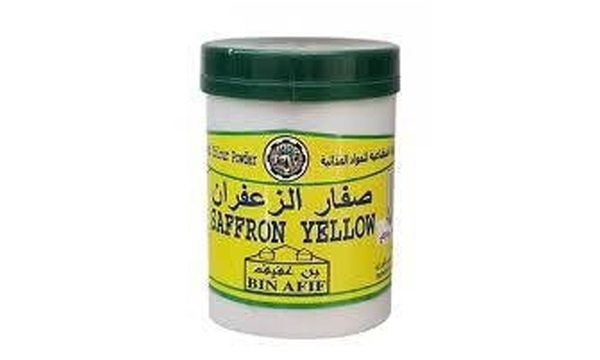 Colour Powder
للمواد الغذائية
صفار الزعفران
SAFFRON YELLOW
بن عفيف
BIN AFIF